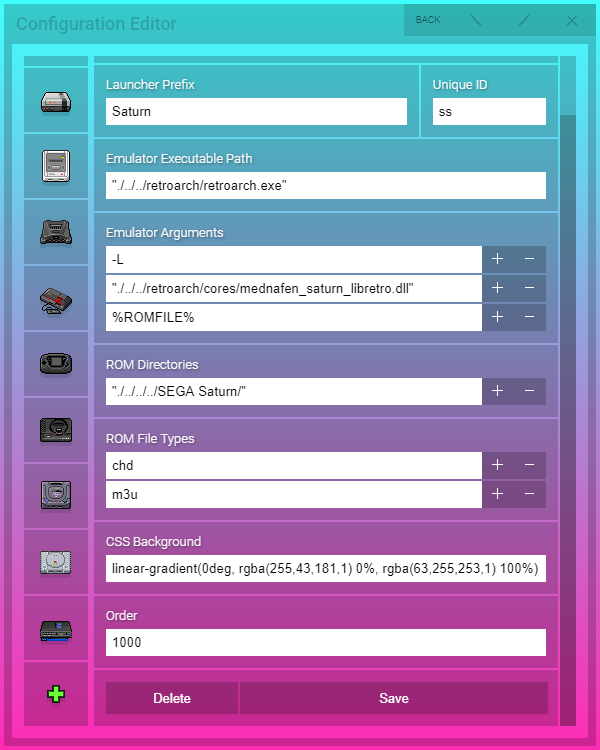 Configuration Editor
BACK
Launcher Prefix
Unique ID
Saturn
ss
Emulator Executable Path
"./../../retroarch/retroarch.exe"
Emulator Arguments
-L
"./../../retroarch/cores/mednafen_saturn_libretro.dll"
%ROMFILE%
ROM Directories
"./../../../SEGA Saturn/"
ROM File Types
chd
m3u
CSS Background
linear-gradient(0deg, rgba(255,43,181,1) 0%, rgba(63,255,253,1) 100%)
Order
1000
Delete
Save